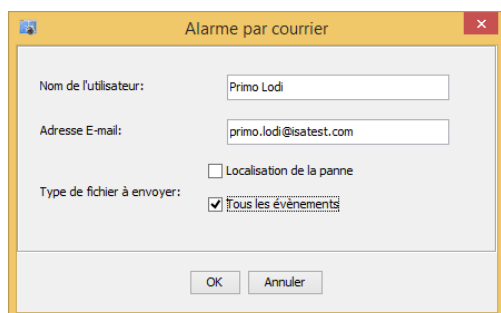 Alarme par courrier
Nom de l'utilisateur: Primo Lodi
Adresse E-mail: primo.lodi@isatest.com
Localisation de la panne
Type de fichier à envoyer:
Tous les évènements
OK Annuler